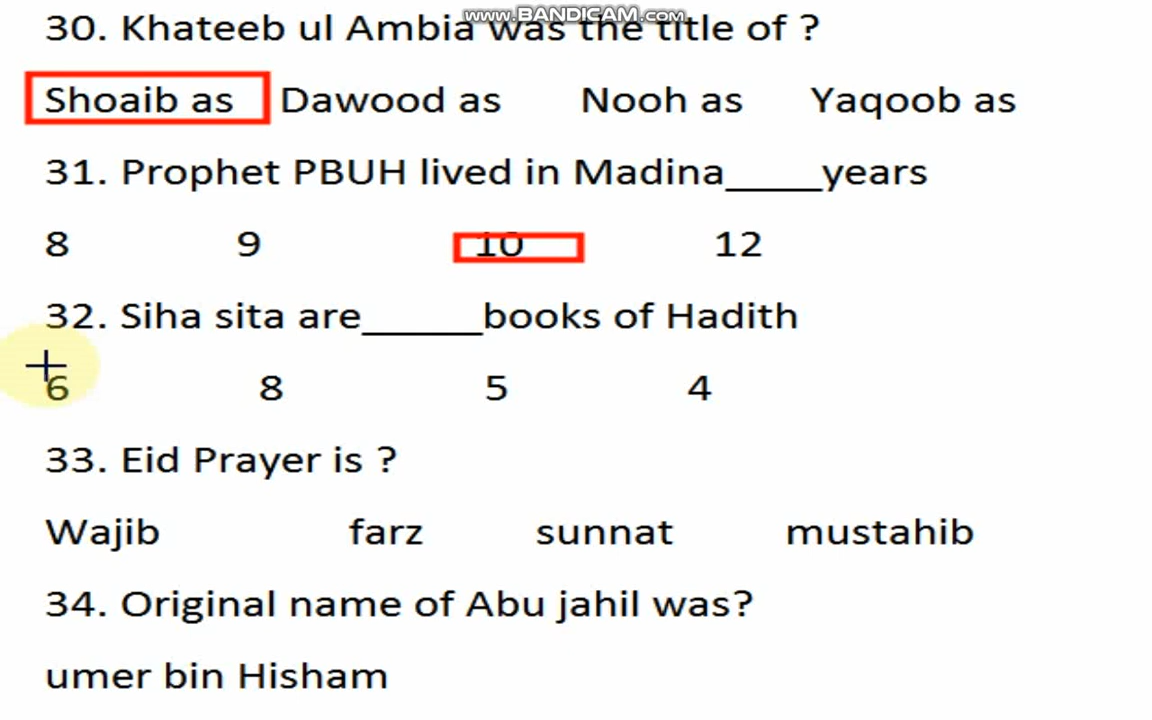 www.BANDICAM.com
30. Khateeb ul Ambia was the title of ?
Shoaib as Dawood as Nooh as Yaqoob as
31. Prophet PBUH lived in Madina____years
8 9 10 12
32. Siha sita are_____books of Hadith
6 8 5 4
33. Eid Prayer is ?
Wajib farz sunnat mustahib
34. Original name of Abu jahil was?
umer bin Hisham